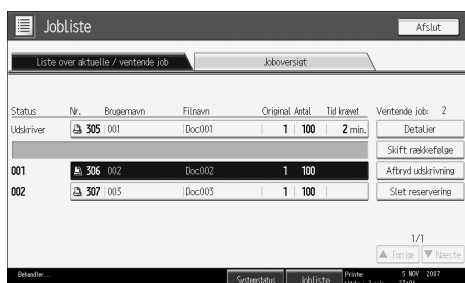 Jobliste Afslut
Liste over aktuelle / ventende job Joboversigt
Status Nr. Brugernavn Filnavn Original Antal Tid krævet Ventende job: 2
Udskriver 305 001 Doc001 1 100 2 min. Detaljer
Skift rækkefølge
001 306 002 Doc002 1 100 Afbryd udskrivning
002 307 003 Doc003 1 100 Slet reservering
1/1
▲ Forrige ▼ Næste
Behandler... Systemstatus Jobliste Printer 5 NOV 2007